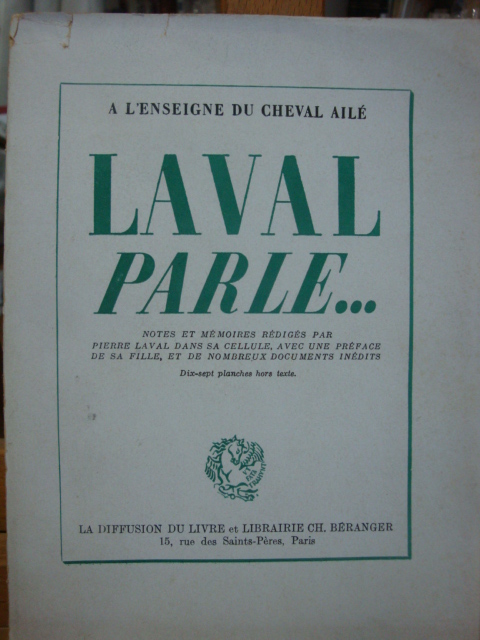 A L'ENSEIGNE DU CHEVAL AILÉ
LAVAL
PARLE...
NOTES ET MÉMOIRES RÉDIGÉS PAR
PIERRE LAVAL DANS SA CELLULE, AVEC UNE PRÉFACE
DE SA FILLE, ET DE NOMBREUX DOCUMENTS INÉDITS
Dix-sept planches hors texte.
LA DIFFUSION DU LIVRE et LIBRAIRIE CH. BÉRANGER
15, rue des Saints-Pères, Paris